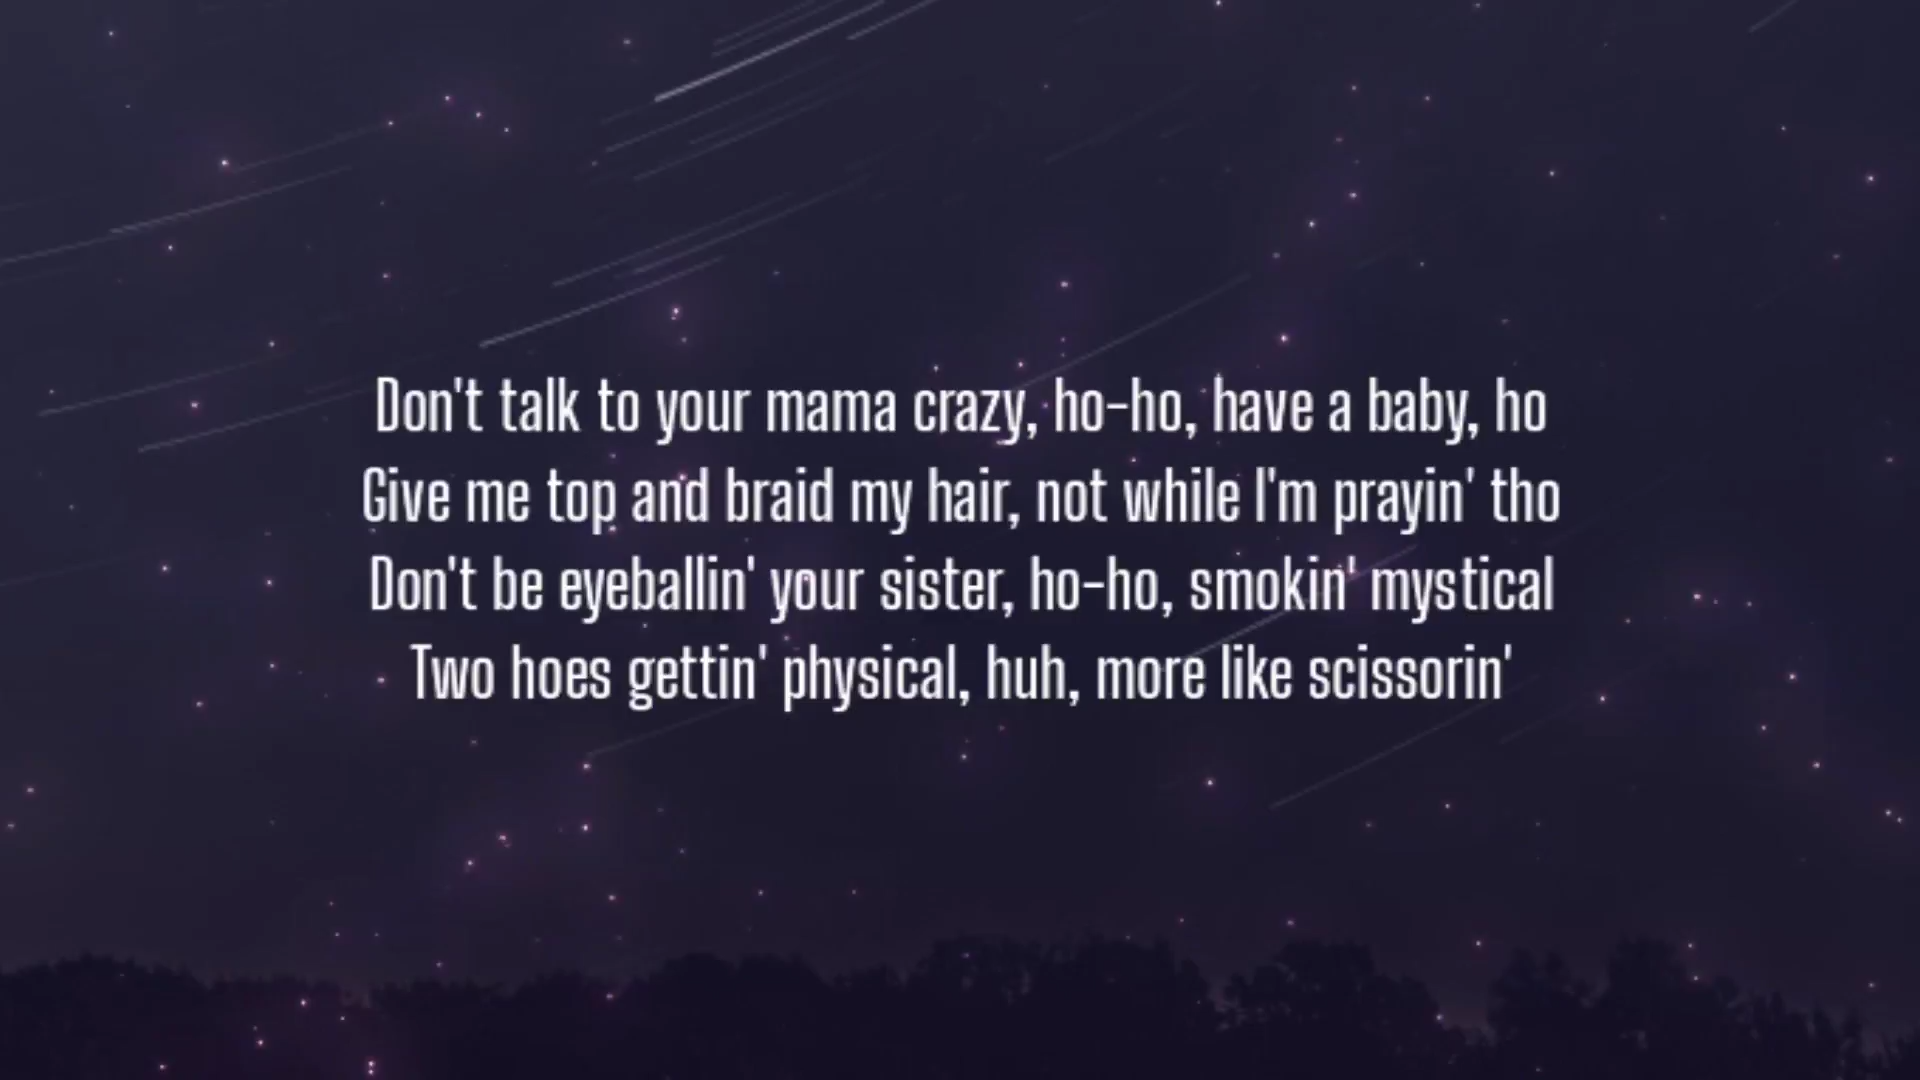 Don't talk to your mama crazy, ho-ho, have a baby, ho
Give me top and braid my hair, not while I'm prayin' tho
Don't be eyeballin' your sister, ho-ho, smokin' mystical
Two hoes gettin' physical, huh, more like scissorin'